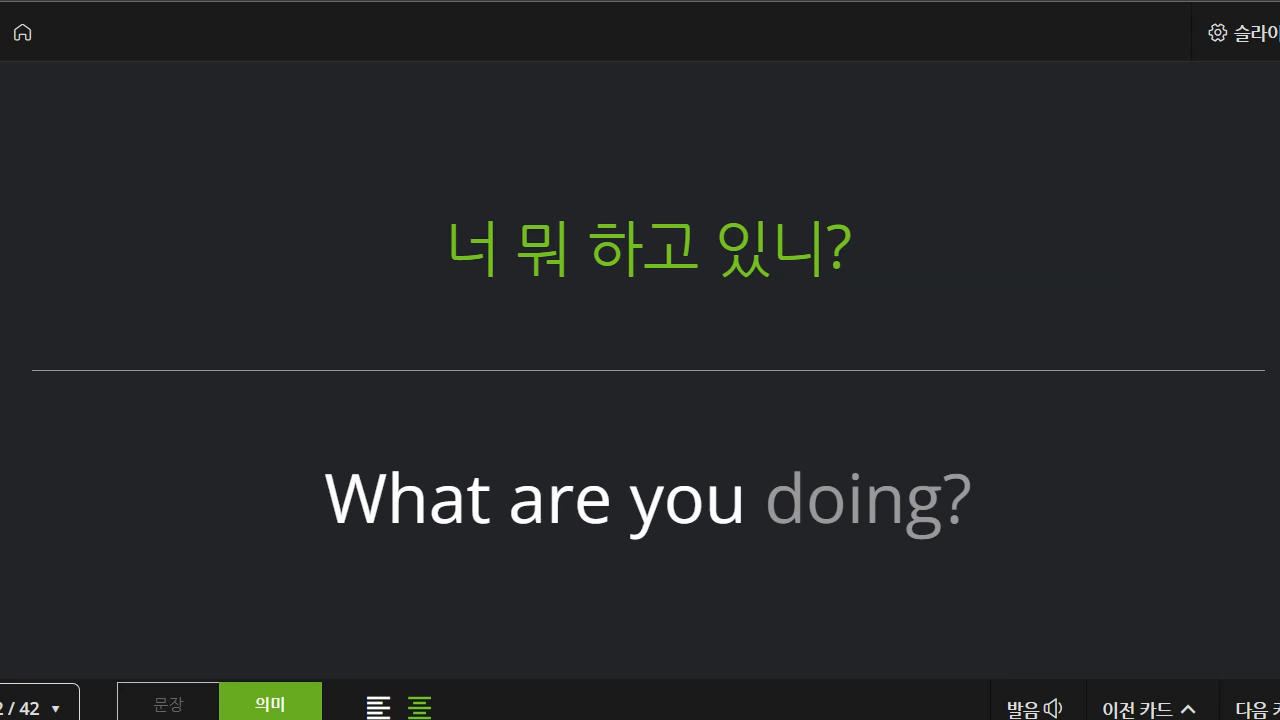 슬라이
너 뭐 하고 있니?
What are you doing?
/ 42
문장
의미
발음
이전 카드
다음